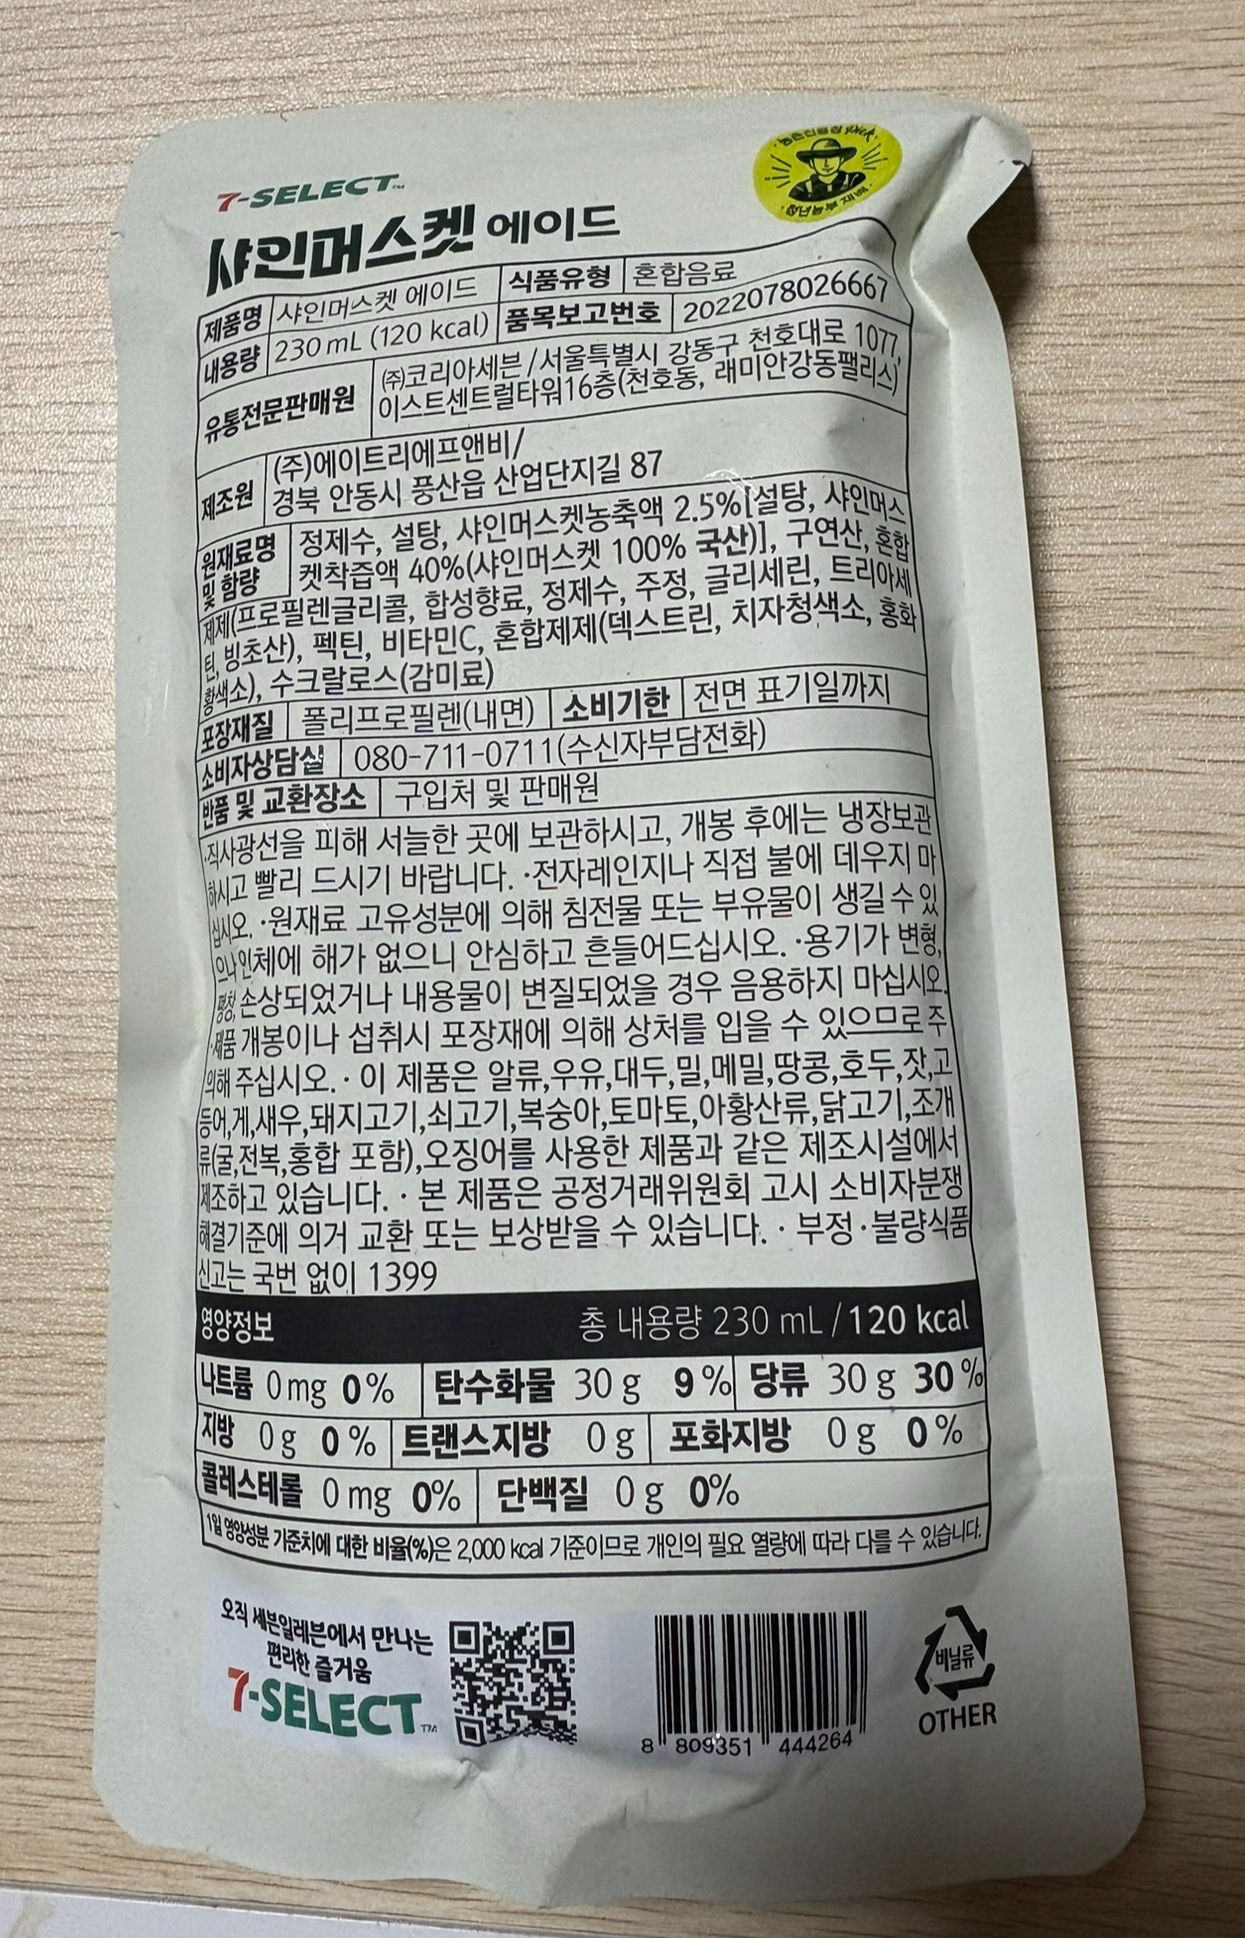 농촌진흥청 pick
청년농부 재배
7-SELECT™
샤인머스켓 에이드
제품명 샤인머스켓 에이드 식품유형 혼합음료
내용량 230 mL (120 kcal) 품목보고번호 2022078026667
유통전문판매원 ㈜코리아세븐/서울특별시 강동구 천호대로 1077,
이스트센트럴타워16층(천호동, 래미안강동팰리스)
제조원 (주)에이트리에프앤비/
경북 안동시 풍산읍 산업단지길 87
원재료명 정제수, 설탕, 샤인머스켓농축액 2.5%[설탕, 샤인머스
및 함량 켓착즙액 40%(샤인머스켓 100% 국산)], 구연산, 혼합
제제(프로필렌글리콜, 합성향료, 정제수, 주정, 글리세린, 트리아세
틴, 빙초산), 펙틴, 비타민C, 혼합제제(덱스트린, 치자청색소, 홍화
황색소), 수크랄로스(감미료)
포장재질 폴리프로필렌(내면) 소비기한 전면 표기일까지
소비자상담실 080-711-0711(수신자부담전화)
반품 및 교환장소 구입처 및 판매원
·직사광선을 피해 서늘한 곳에 보관하시고, 개봉 후에는 냉장보관
하시고 빨리 드시기 바랍니다. ·전자레인지나 직접 불에 데우지 마
십시오. ·원재료 고유성분에 의해 침전물 또는 부유물이 생길 수 있
으나 인체에 해가 없으니 안심하고 흔들어드십시오. ·용기가 변형,
팽창, 손상되었거나 내용물이 변질되었을 경우 음용하지 마십시오.
·제품 개봉이나 섭취시 포장재에 의해 상처를 입을 수 있으므로 주
의해 주십시오. · 이 제품은 알류,우유,대두,밀,메밀,땅콩,호두,잣,고
등어,게,새우,돼지고기,쇠고기,복숭아,토마토,아황산류,닭고기,조개
류(굴,전복,홍합 포함),오징어를 사용한 제품과 같은 제조시설에서
제조하고 있습니다. · 본 제품은 공정거래위원회 고시 소비자분쟁
해결기준에 의거 교환 또는 보상받을 수 있습니다. · 부정·불량식품
신고는 국번 없이 1399
영양정보 총 내용량 230 mL / 120 kcal
나트륨 0 mg 0% 탄수화물 30 g 9% 당류 30 g 30%
지방 0 g 0% 트랜스지방 0 g 포화지방 0 g 0%
콜레스테롤 0 mg 0% 단백질 0 g 0%
1일 영양성분 기준치에 대한 비율(%)은 2,000 kcal 기준이므로 개인의 필요 열량에 따라 다를 수 있습니다.
오직 세븐일레븐에서 만나는
편리한 즐거움
7-SELECT™
8 809351 444264
비닐류
OTHER